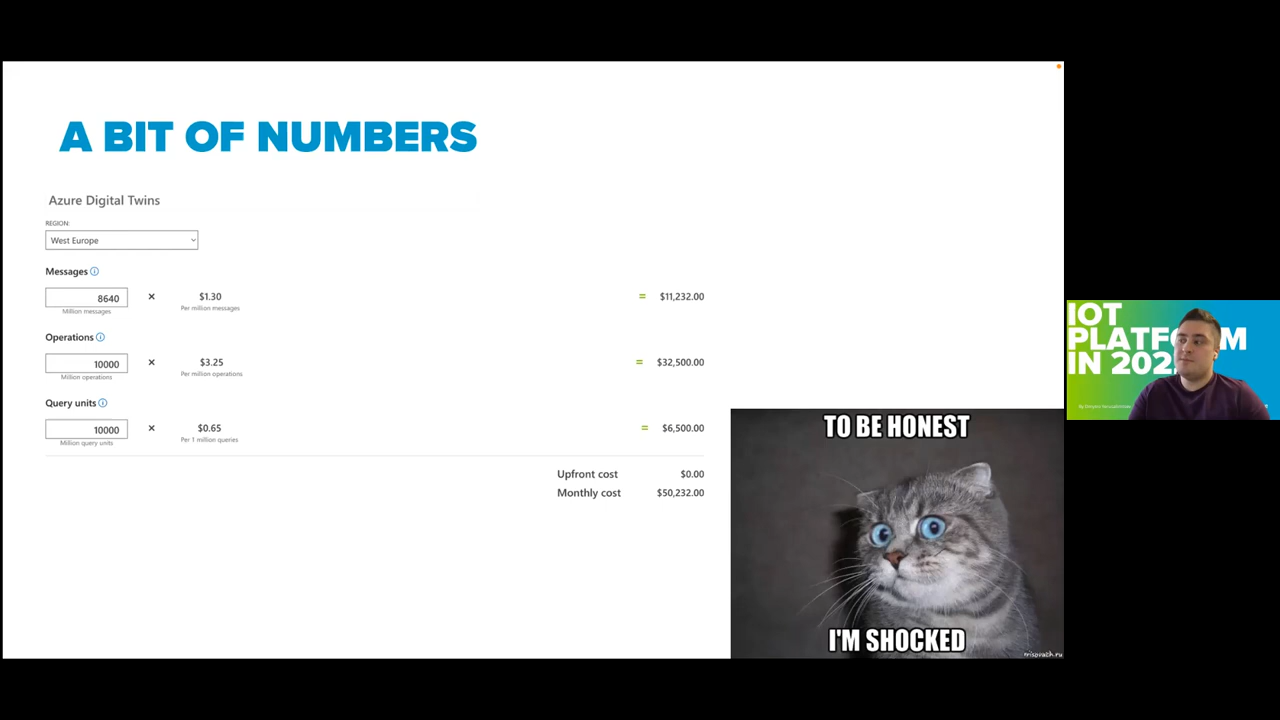 A BIT OF NUMBERS
Azure Digital Twins
REGION:
West Europe
Messages
8640 × $1.30 = $11,232.00
Million messages Per million messages
Operations
10000 × $3.25 = $32,500.00
Million operations Per million operations
Query units
10000 × $0.65 = $6,500.00
Million query units Per 1 million queries
Upfront cost $0.00
Monthly cost $50,232.00
TO BE HONEST
I'M SHOCKED
risovach.ru
IOT
PLATFORM
IN 202